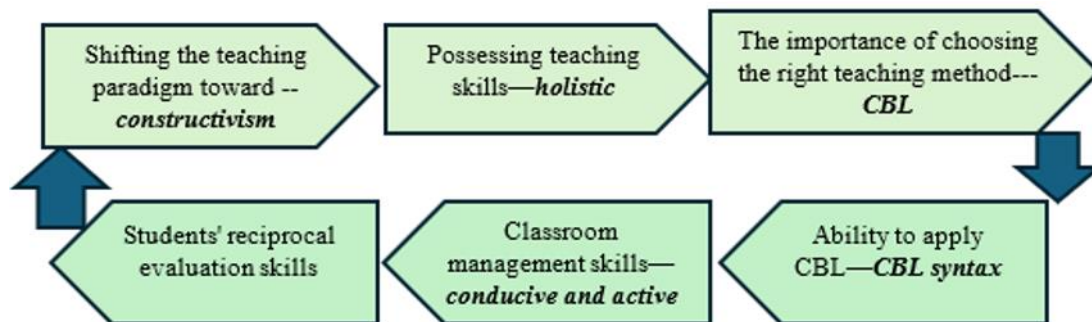 Shifting the teaching
paradigm toward --
constructivism
Possessing teaching
skills—holistic
The importance of choosing
the right teaching method---
CBL
Ability to apply
CBL—CBL syntax
Classroom
management skills—
conducive and active
Students' reciprocal
evaluation skills